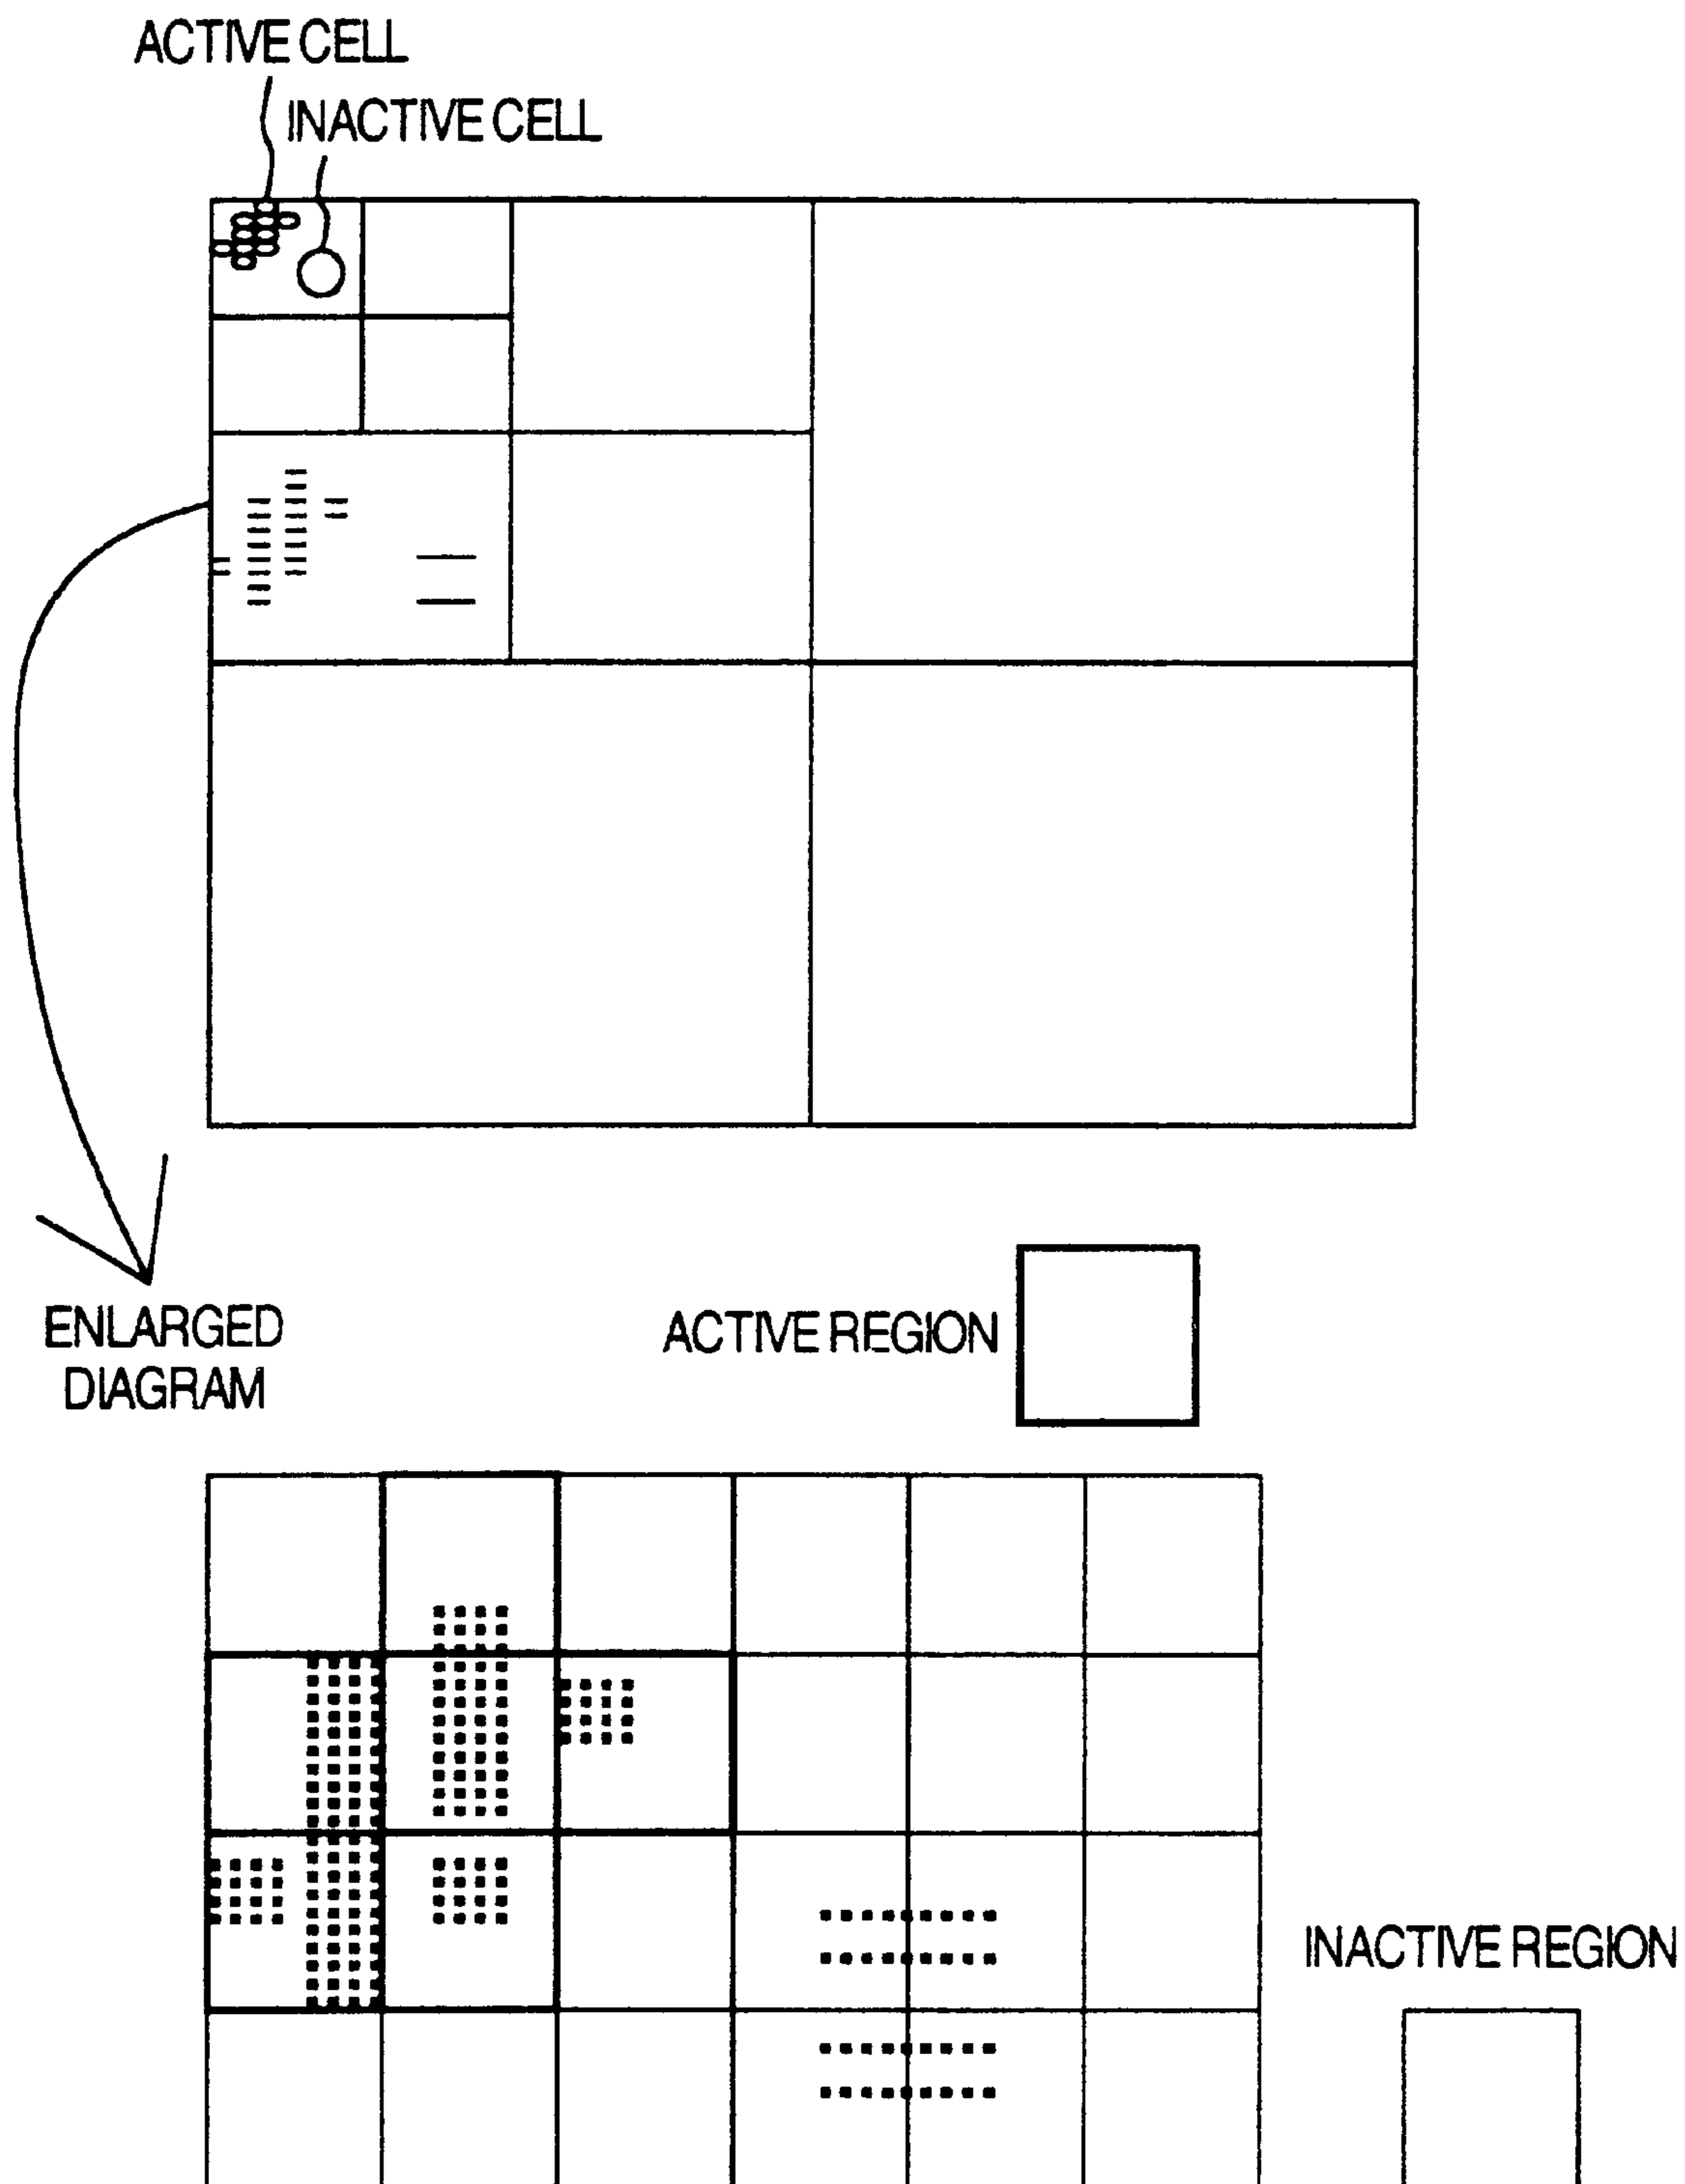 ACTIVE CELL
INACTIVE CELL
ENLARGED
DIAGRAM
ACTIVE REGION
INACTIVE REGION